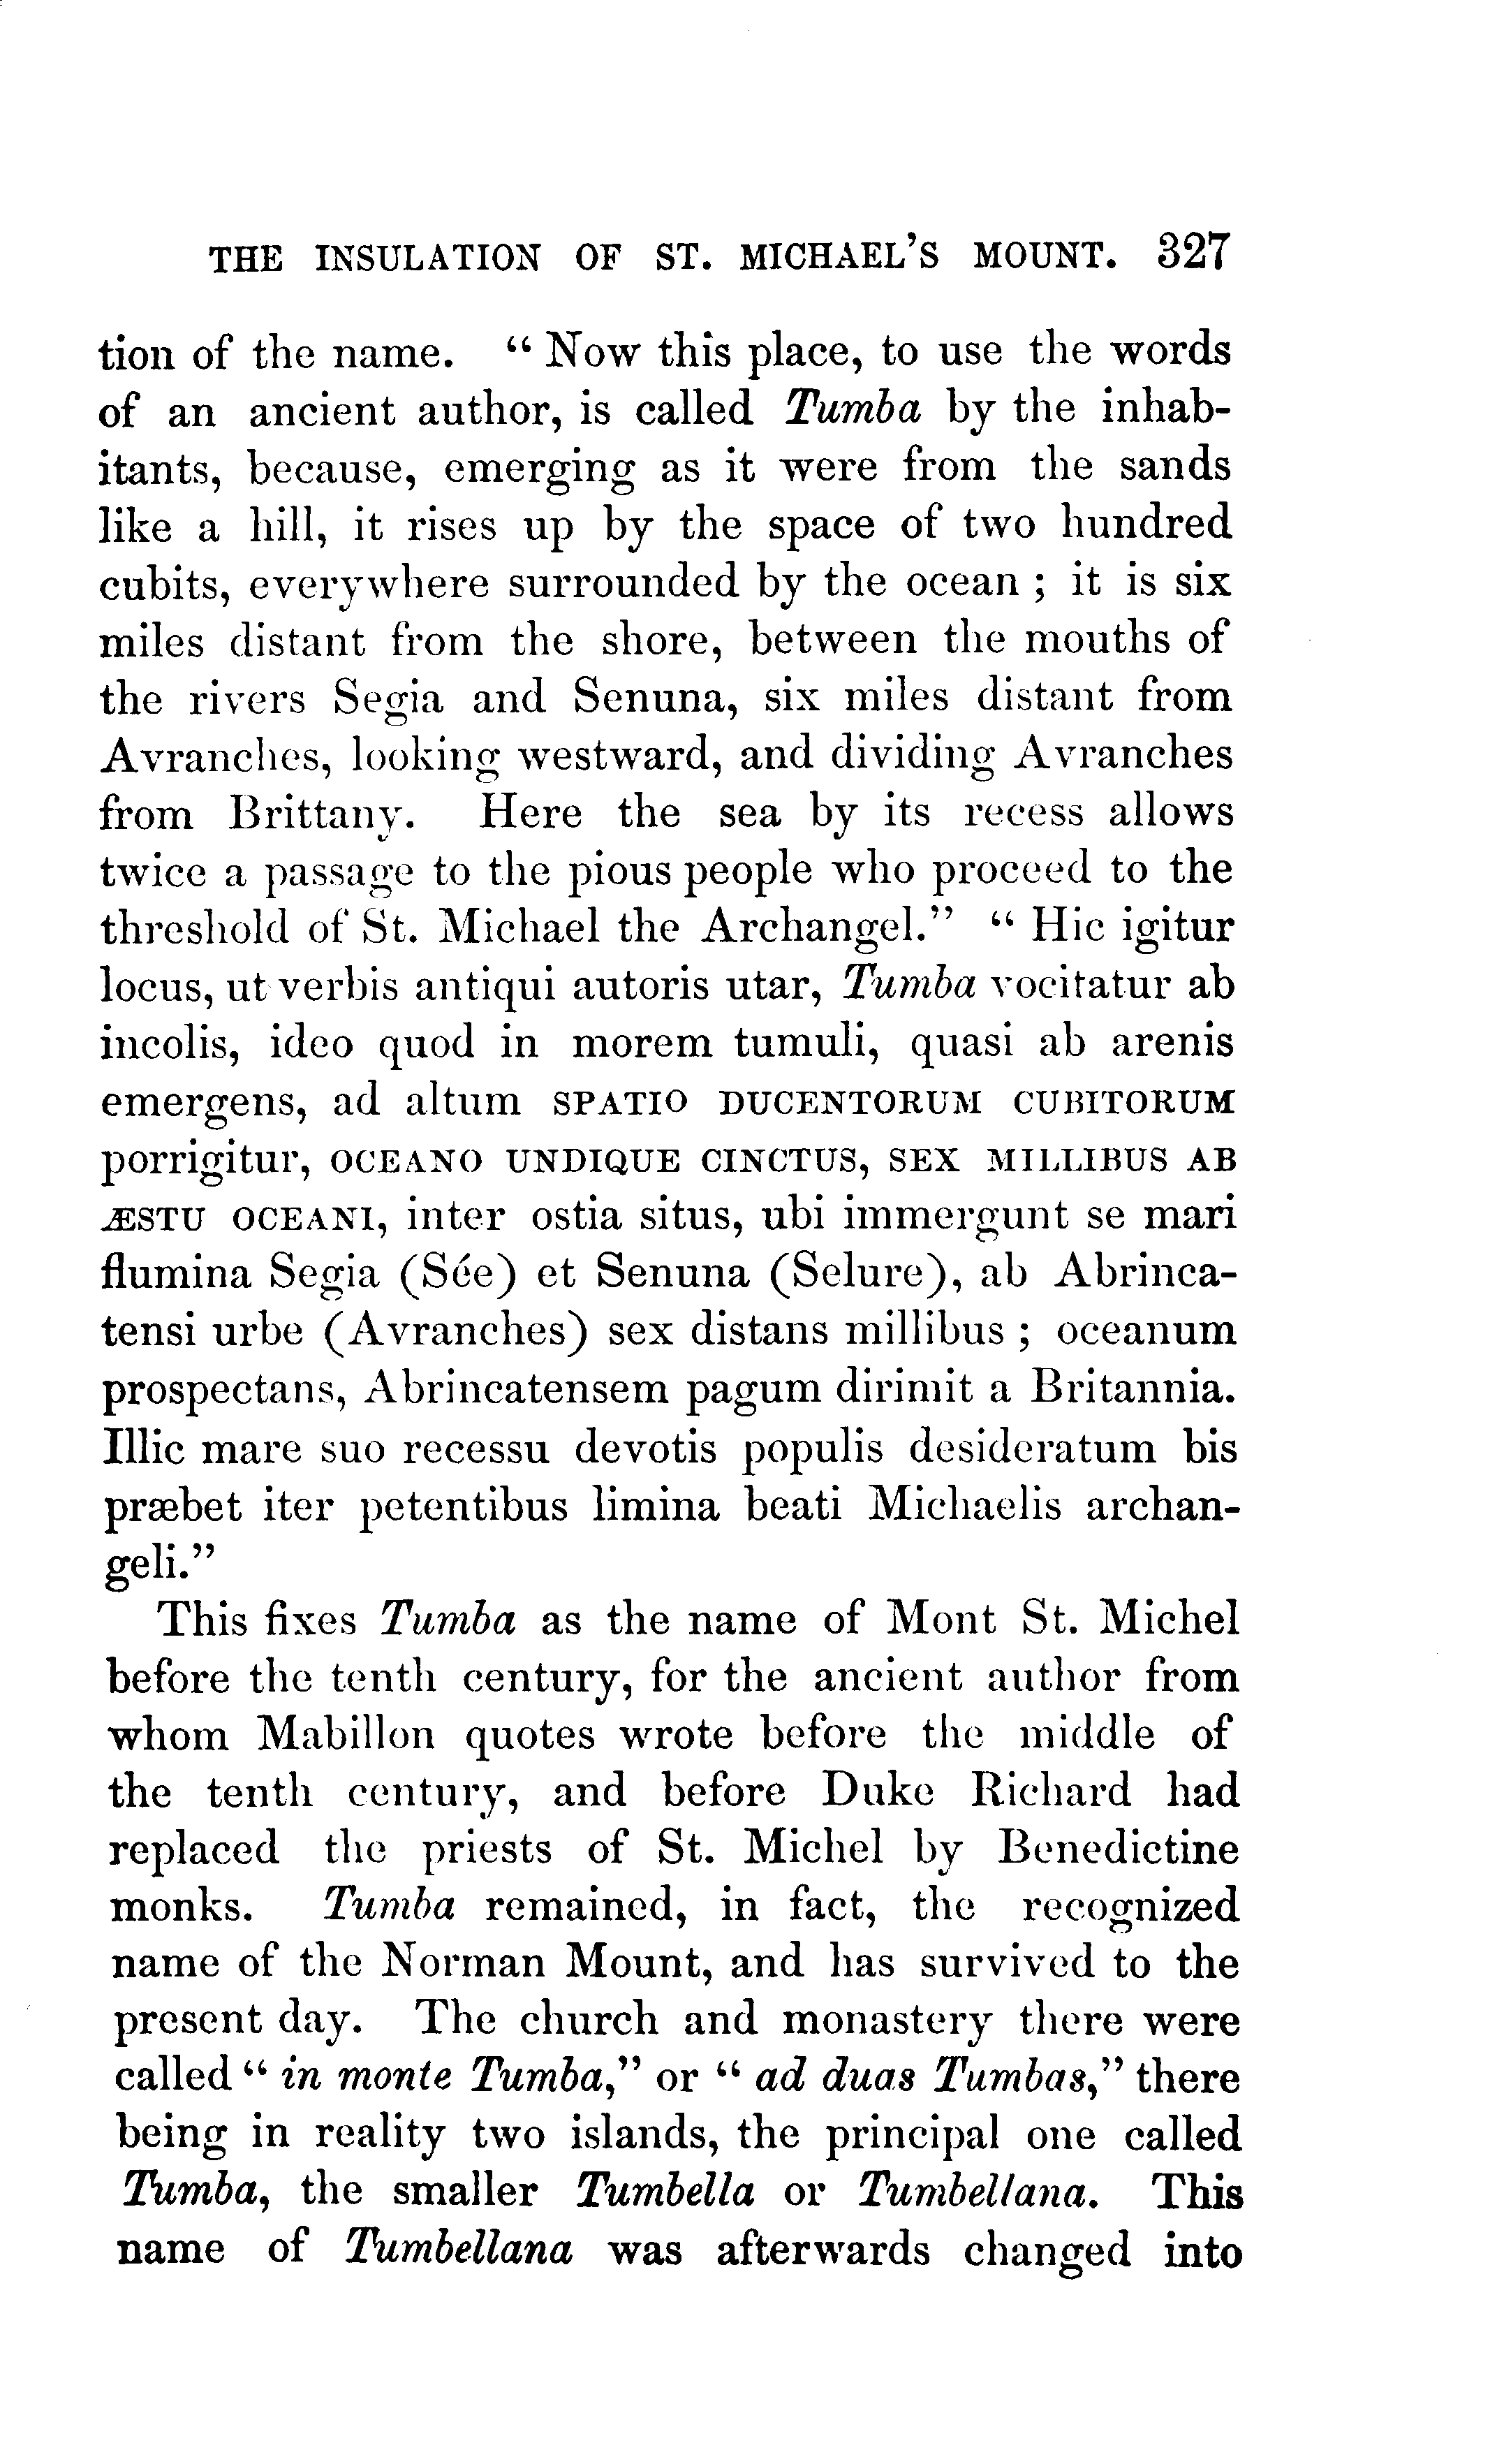 THE INSULATION OF ST. MICHAEL'S MOUNT. 327
tion of the name. " Now this place, to use the words
of an ancient author, is called Tumba by the inhab-
itants, because, emerging as it were from the sands
like a hill, it rises up by the space of two hundred
cubits, everywhere surrounded by the ocean ; it is six
miles distant from the shore, between the mouths of
the rivers Segia and Senuna, six miles distant from
Avranches, looking westward, and dividing Avranches
from Brittany. Here the sea by its recess allows
twice a passage to the pious people who proceed to the
threshold of St. Michael the Archangel." " Hic igitur
locus, ut verbis antiqui autoris utar, Tumba vocitatur ab
incolis, ideo quod in morem tumuli, quasi ab arenis
emergens, ad altum SPATIO DUCENTORUM CUBITORUM
porrigitur, OCEANO UNDIQUE CINCTUS, SEX MILLIBUS AB
ÆSTU OCEANI, inter ostia situs, ubi immergunt se mari
flumina Segia (Sée) et Senuna (Selure), ab Abrinca-
tensi urbe (Avranches) sex distans millibus ; oceanum
prospectans, Abrincatensem pagum dirimit a Britannia.
Illic mare suo recessu devotis populis desideratum bis
præbet iter petentibus limina beati Michaelis archan-
geli."
This fixes Tumba as the name of Mont St. Michel
before the tenth century, for the ancient author from
whom Mabillon quotes wrote before the middle of
the tenth century, and before Duke Richard had
replaced the priests of St. Michel by Benedictine
monks. Tumba remained, in fact, the recognized
name of the Norman Mount, and has survived to the
present day. The church and monastery there were
called " in monte Tumba," or " ad duas Tumbas," there
being in reality two islands, the principal one called
Tumba, the smaller Tumbella or Tumbellana. This
name of Tumbellana was afterwards changed into